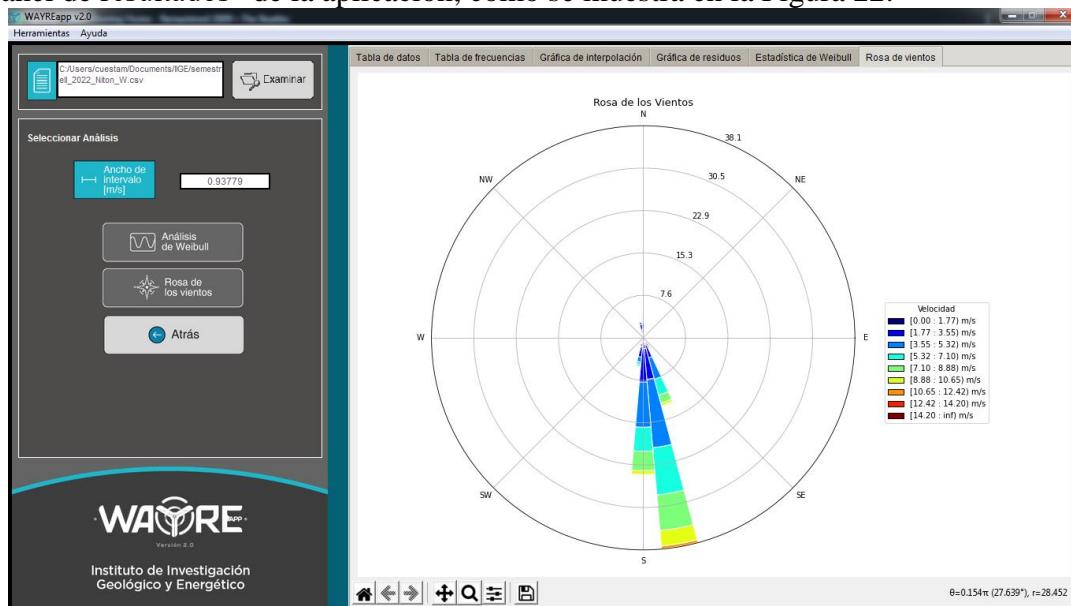 de la aplicación, como se muestra en la Figura 22.
WAYREapp v2.0
Herramientas Ayuda
C:/Users/cuestam/Documents/IIGE/semestr
ell_2022_Niton_W.csv
Examinar
Seleccionar Análisis
Ancho de
intervalo
[m/s]
0.93779
Análisis
de Weibull
Rosa de
los vientos
Atrás
WAYRE APP
Versión 2.0
Instituto de Investigación
Geológico y Energético
Tabla de datos Tabla de frecuencias Gráfica de interpolación Gráfica de residuos Estadística de Weibull Rosa de vientos
Rosa de los Vientos
N
38.1
30.5
NW
NE
22.9
15.3
7.6
W
E
SW
SE
S
Velocidad
[0.00 : 1.77) m/s
[1.77 : 3.55) m/s
[3.55 : 5.32) m/s
[5.32 : 7.10) m/s
[7.10 : 8.88) m/s
[8.88 : 10.65) m/s
[10.65 : 12.42) m/s
[12.42 : 14.20) m/s
[14.20 : inf) m/s
θ=0.154π (27.639°), r=28.452